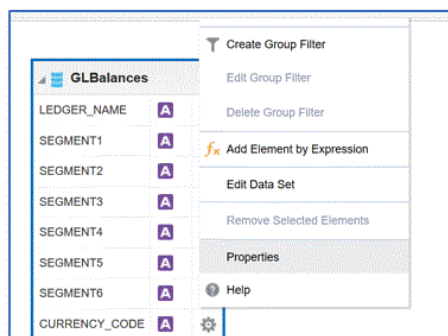 GLBalances
LEDGER_NAME A
SEGMENT1 A
SEGMENT2 A
SEGMENT3 A
SEGMENT4 A
SEGMENT5 A
SEGMENT6 A
CURRENCY_CODE A
Create Group Filter
Edit Group Filter
Delete Group Filter
fx Add Element by Expression
Edit Data Set
Remove Selected Elements
Properties
? Help